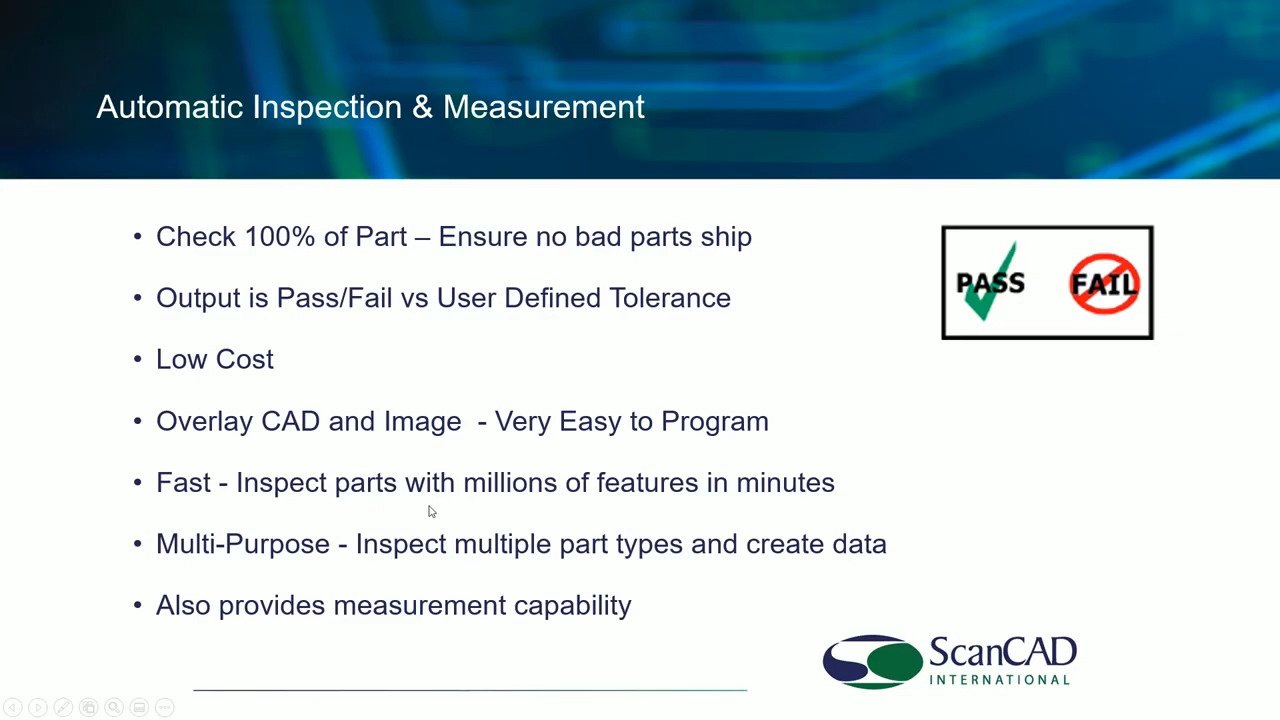 Automatic Inspection & Measurement
• Check 100% of Part – Ensure no bad parts ship
• Output is Pass/Fail vs User Defined Tolerance
• Low Cost
• Overlay CAD and Image  - Very Easy to Program
• Fast - Inspect parts with millions of features in minutes
• Multi-Purpose - Inspect multiple part types and create data
• Also provides measurement capability
PASS FAIL
ScanCAD
INTERNATIONAL